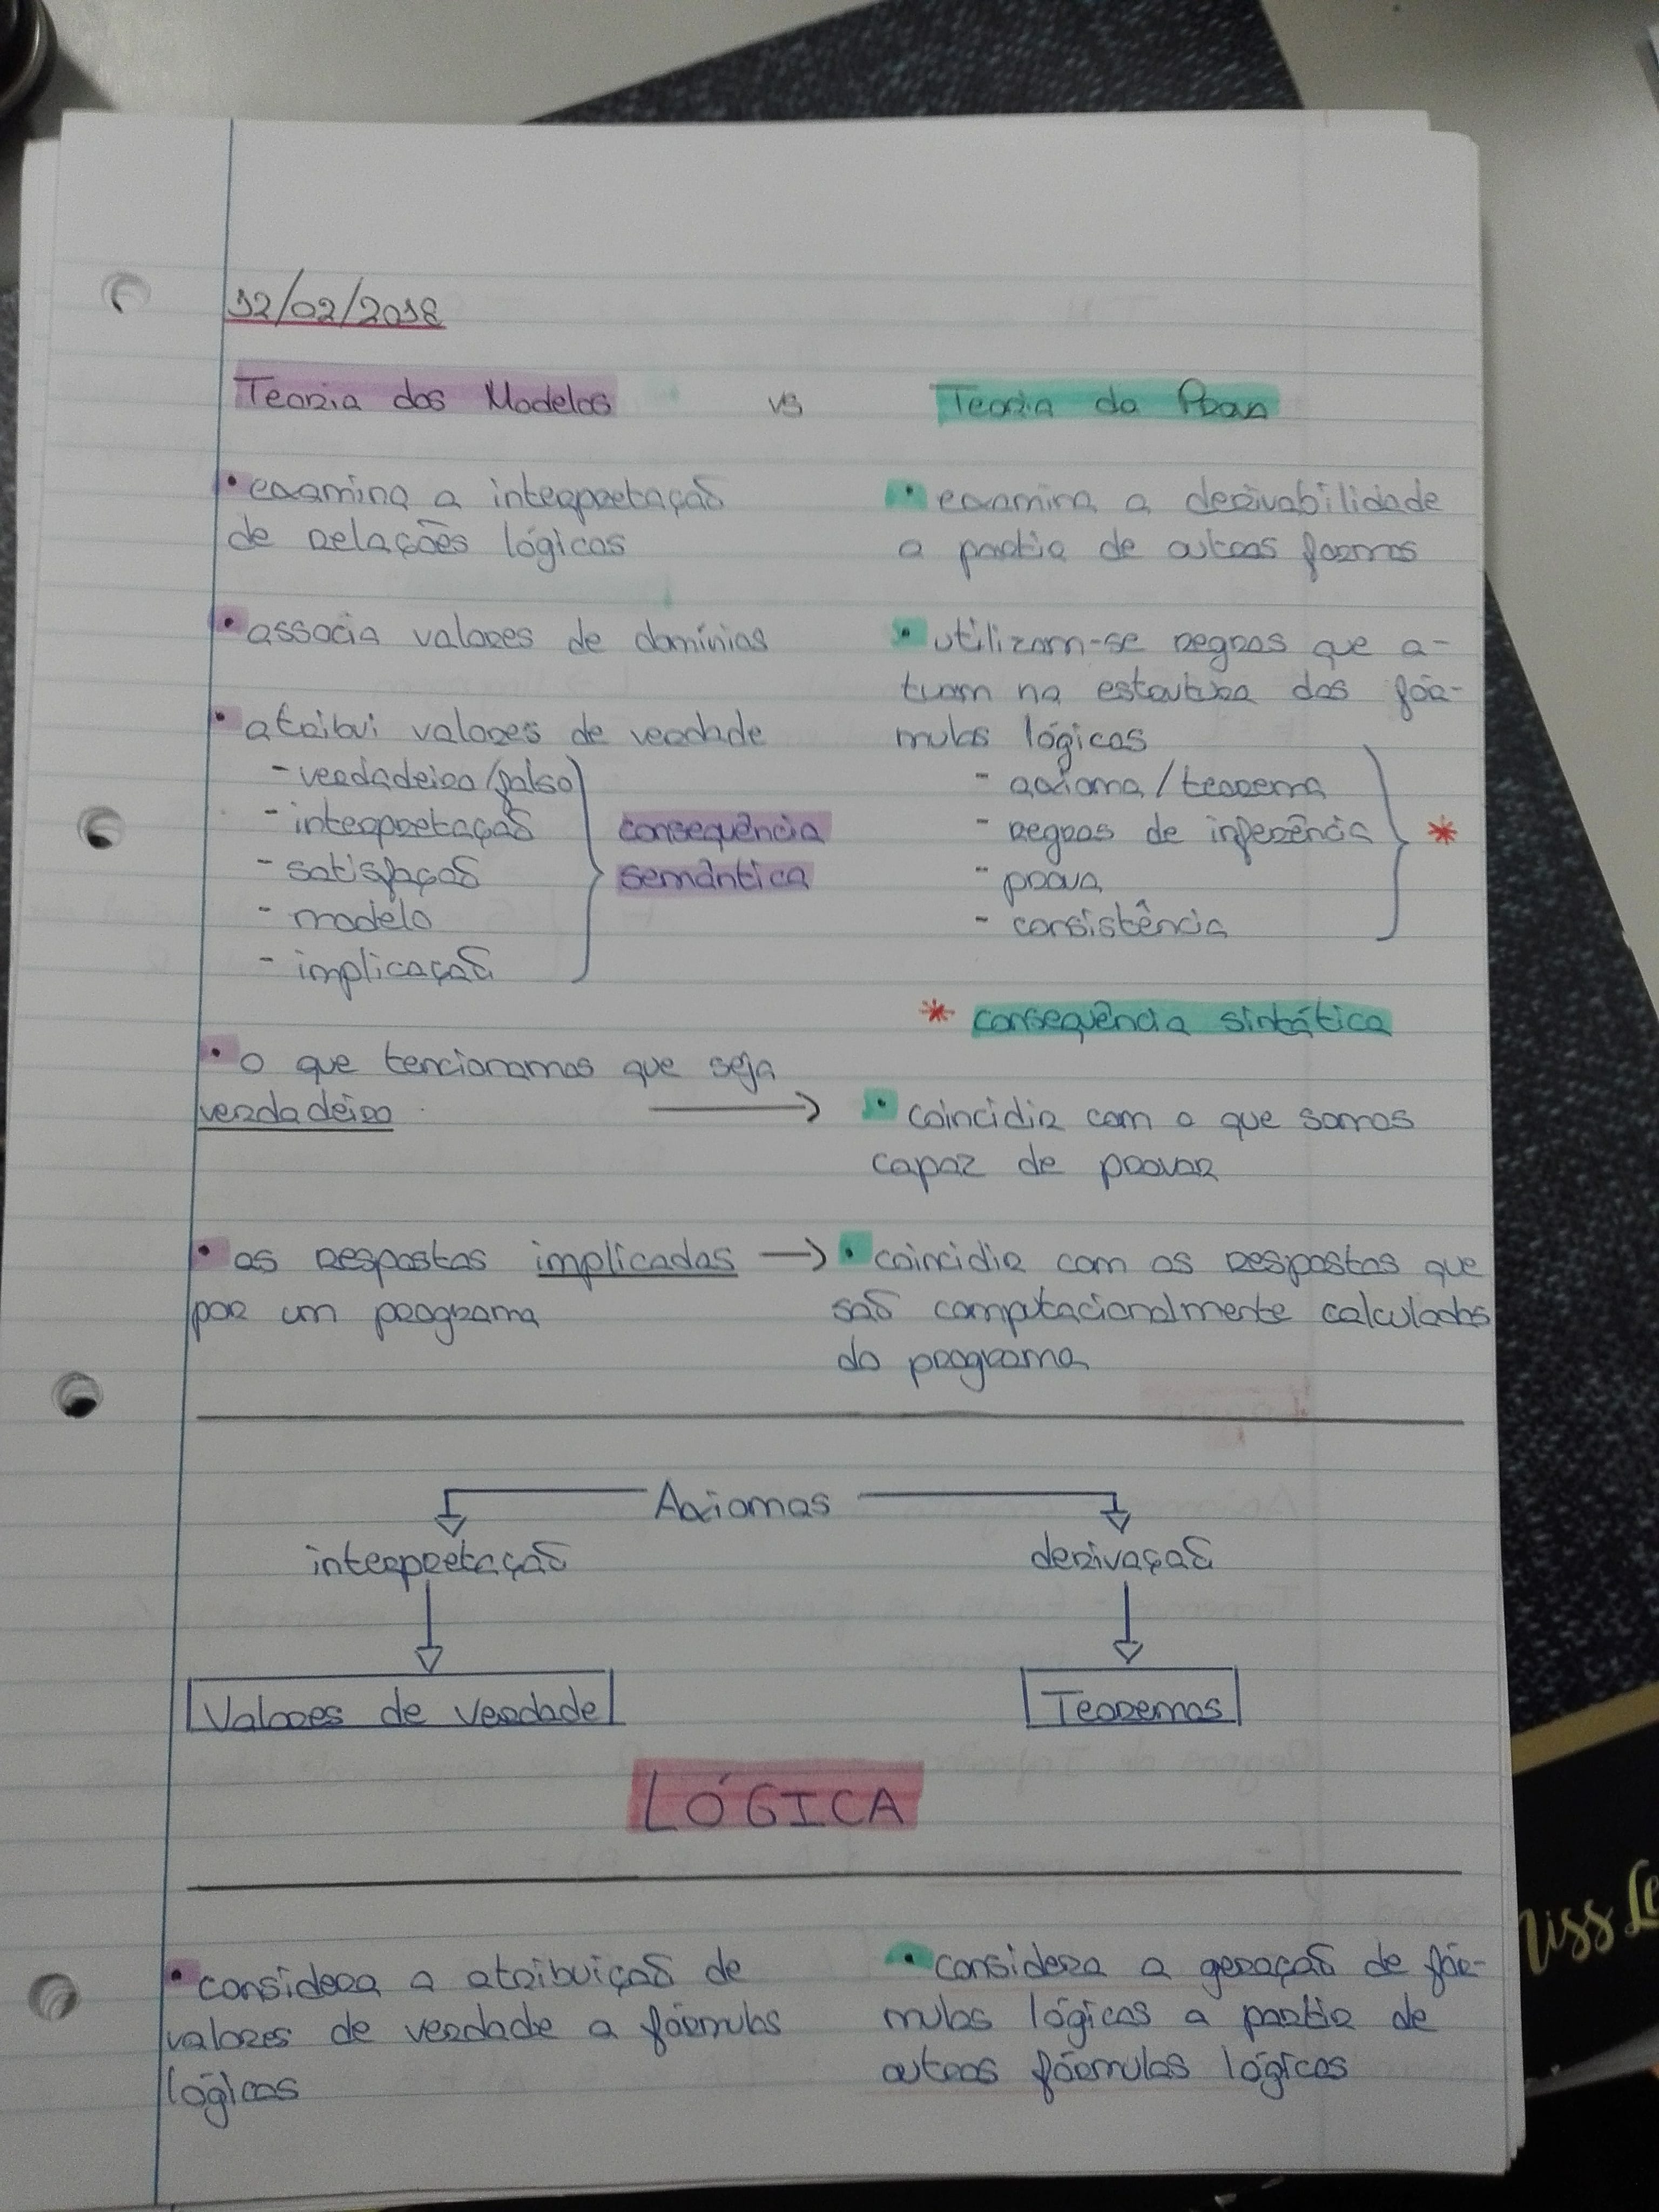 12/02/2018
Teoria dos Modelos vs Teoria da Prova
• examina a interpretação
de relações lógicas
• associa valores de domínios
• atribui valores de verdade
- verdadeiro/falso
- interpretação
- satisfação
- modelo
- implicação
consequência
semântica
• examina a derivabilidade
a partir de outras formas
• utilizam-se regras que a-
tuam na estrutura das fór-
mulas lógicas
- axioma/teorema
- regras de inferência
- prova
- consistência
*
* consequência sintática
• o que tencionamos que seja
verdadeiro
→ • coincidir com o que somos
capaz de provar
• as respostas implicadas
por um programa
→ • coincidir com as respostas que
são computacionalmente calculadas
do programa
Axiomas
interpretação derivação
Valores de verdade Teoremas
LÓGICA
• considera a atribuição de
valores de verdade a fórmulas
lógicas
• considera a geração de fór-
mulas lógicas a partir de
outras fórmulas lógicas